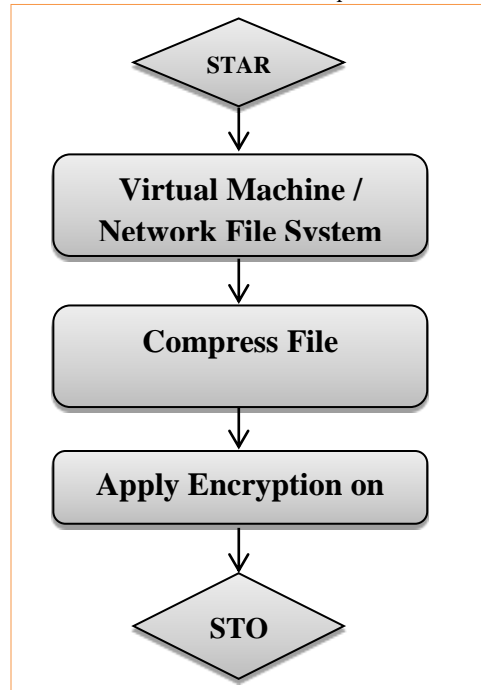 STAR
Virtual Machine /
Network File System
Compress File
Apply Encryption on
STO